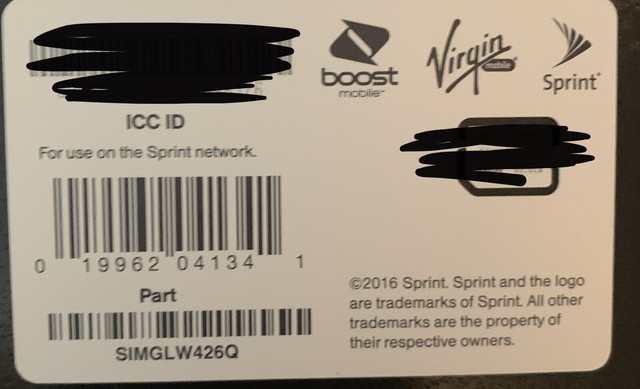 boost
mobile
Virgin
mobile
Sprint
ICC ID
For use on the Sprint network.
0 19962 04134 1
Part
SIMGLW426Q
©2016 Sprint. Sprint and the logo
are trademarks of Sprint. All other
trademarks are the property of
their respective owners.